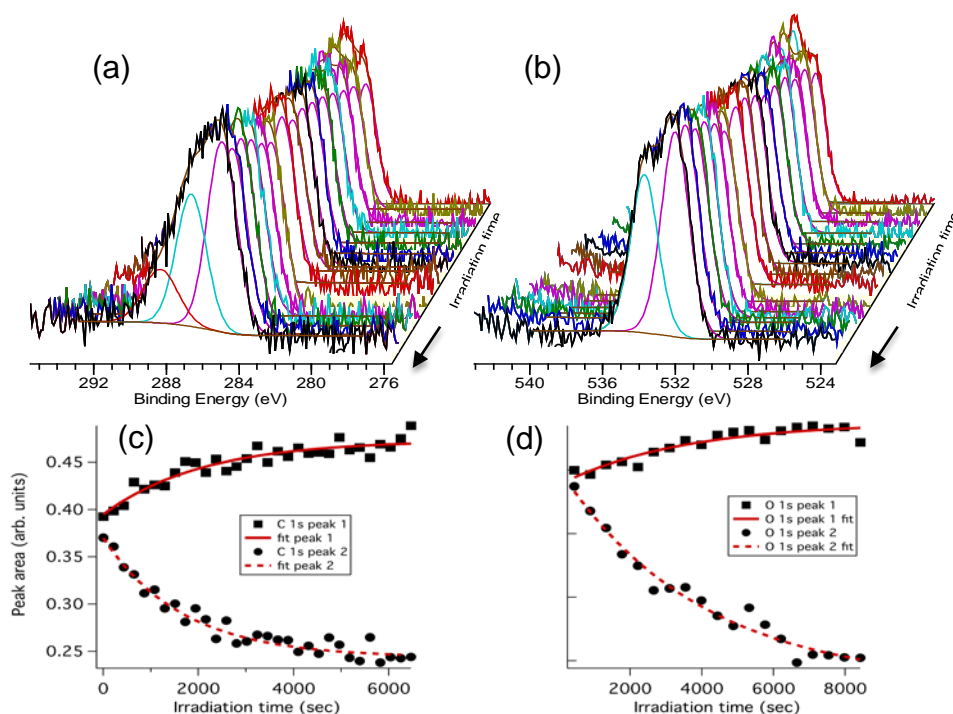 (a)
(b)
Irradiation time
Irradiation time
292 288 284 280 276
Binding Energy (eV)
540 536 532 528 524
Binding Energy (eV)
(c)
(d)
0.45
0.40
0.35
0.30
0.25
Peak area (arb. units)
C 1s peak 1
fit peak 1
C 1s peak 2
fit peak 2
O 1s peak 1
O 1s peak 1 fit
O 1s peak 2
O 1s peak 2 fit
0 2000 4000 6000
Irradiation time (sec)
2000 4000 6000 8000
Irradiation time (sec)